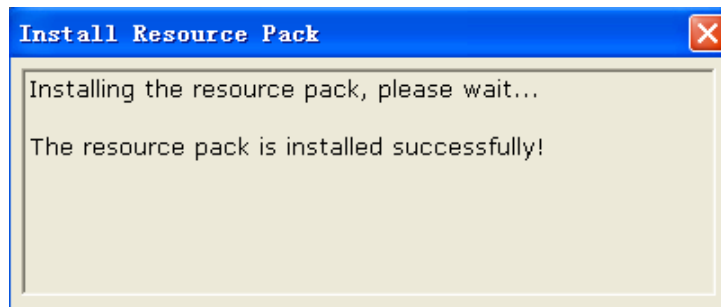 Install Resource Pack
Installing the resource pack, please wait...
The resource pack is installed successfully!